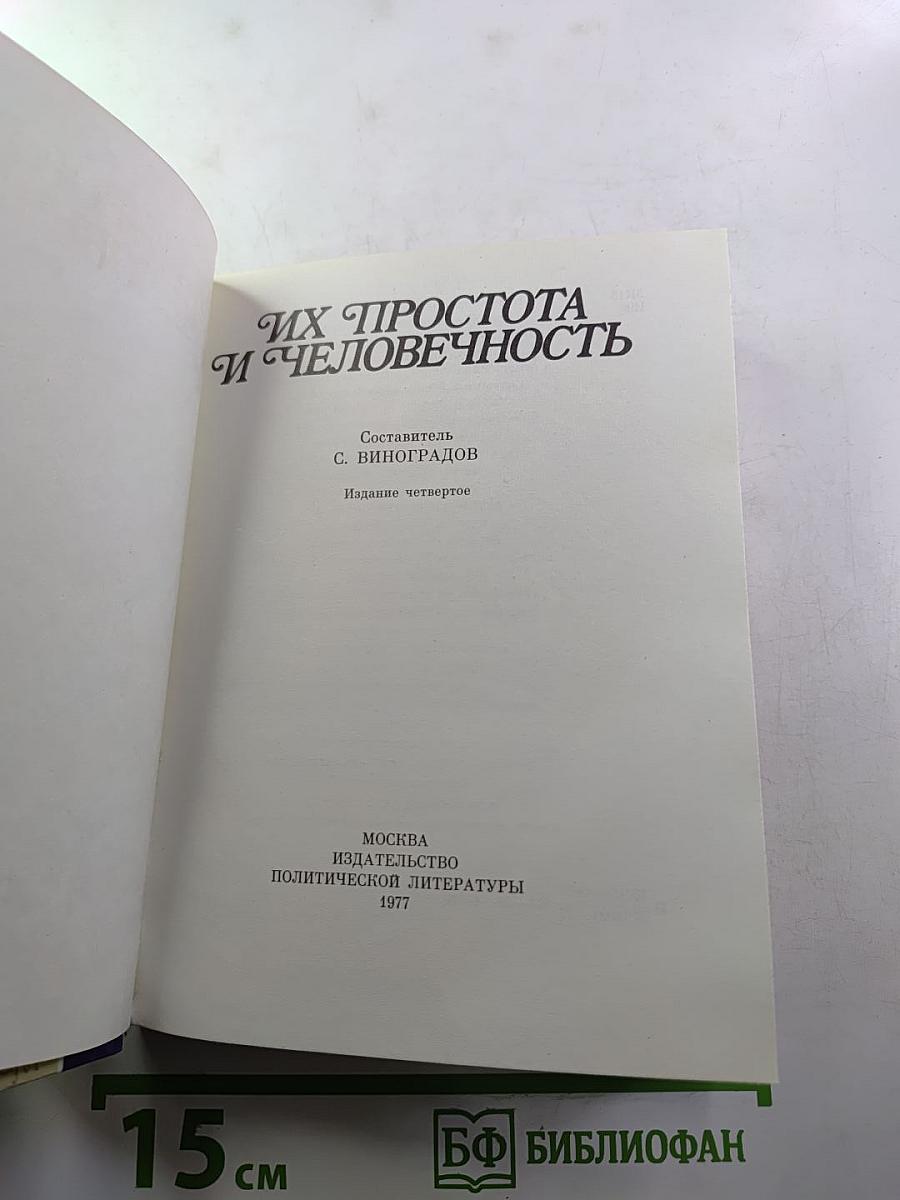 ИХ ПРОСТОТА
И ЧЕЛОВЕЧНОСТЬ
Составитель
С. ВИНОГРАДОВ
Издание четвертое
МОСКВА
ИЗДАТЕЛЬСТВО
ПОЛИТИЧЕСКОЙ ЛИТЕРАТУРЫ
1977
15 см
БФ БИБЛИОФАН